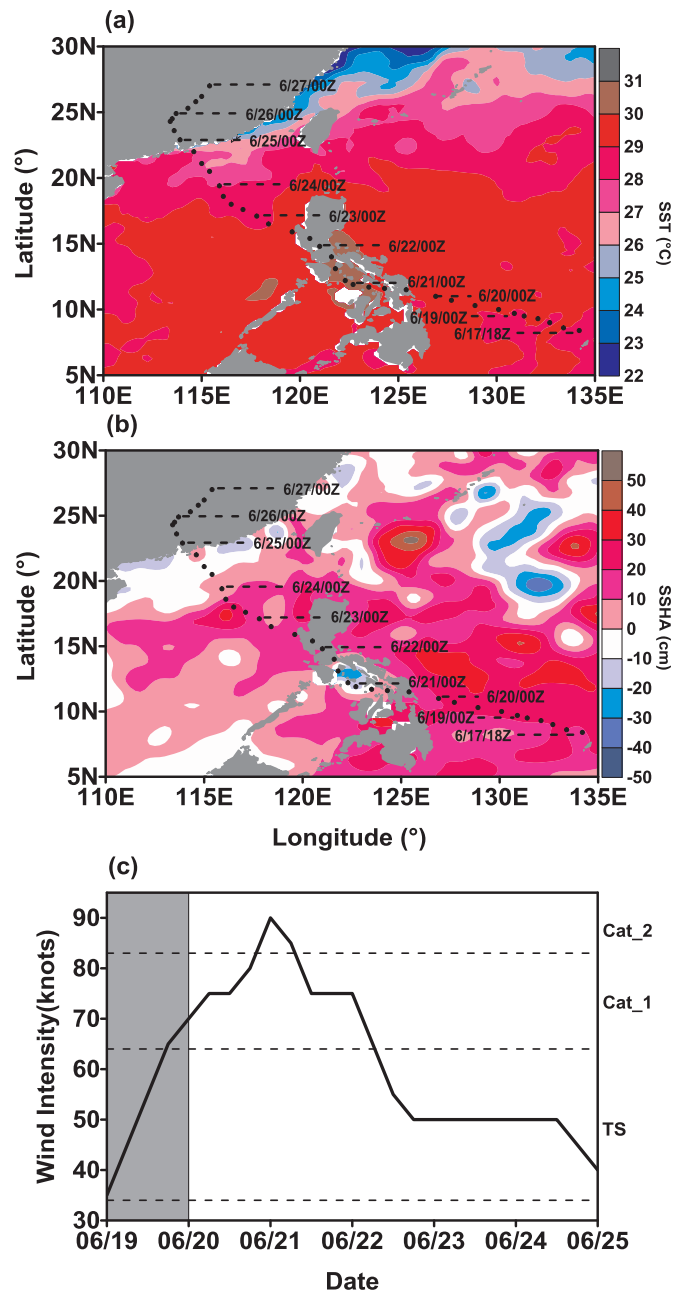 (a)
30N
25N
20N
15N
10N
5N
Latitude (°)
110E 115E 120E 125E 130E 135E
6/27/00Z
6/26/00Z
6/25/00Z
6/24/00Z
6/23/00Z
6/22/00Z
6/21/00Z
6/20/00Z
6/19/00Z
6/17/18Z
31
30
29
28
27
26
25
24
23
22
SST (°C)
(b)
30N
25N
20N
15N
10N
5N
Latitude (°)
110E 115E 120E 125E 130E 135E
Longitude (°)
6/27/00Z
6/26/00Z
6/25/00Z
6/24/00Z
6/23/00Z
6/22/00Z
6/21/00Z
6/20/00Z
6/19/00Z
6/17/18Z
50
40
30
20
10
0
-10
-20
-30
-40
-50
SSHA (cm)
(c)
90
80
70
60
50
40
30
Wind Intensity(knots)
Cat_2
Cat_1
TS
06/19 06/20 06/21 06/22 06/23 06/24 06/25
Date